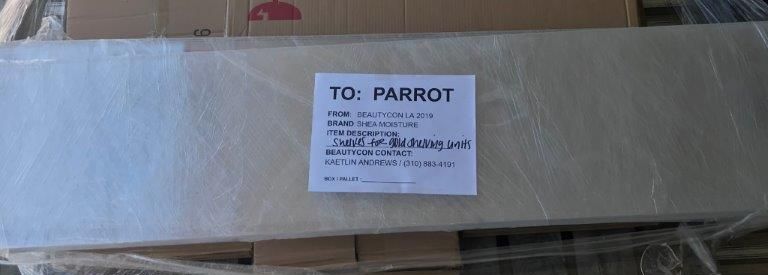 TO: PARROT
FROM: BEAUTYCON LA 2019
BRAND: SHEA MOISTURE
ITEM DESCRIPTION:
Shelves for gold shelving units
BEAUTYCON CONTACT:
KAETLIN ANDREWS / (310) 883-4191
BOX / PALLET :